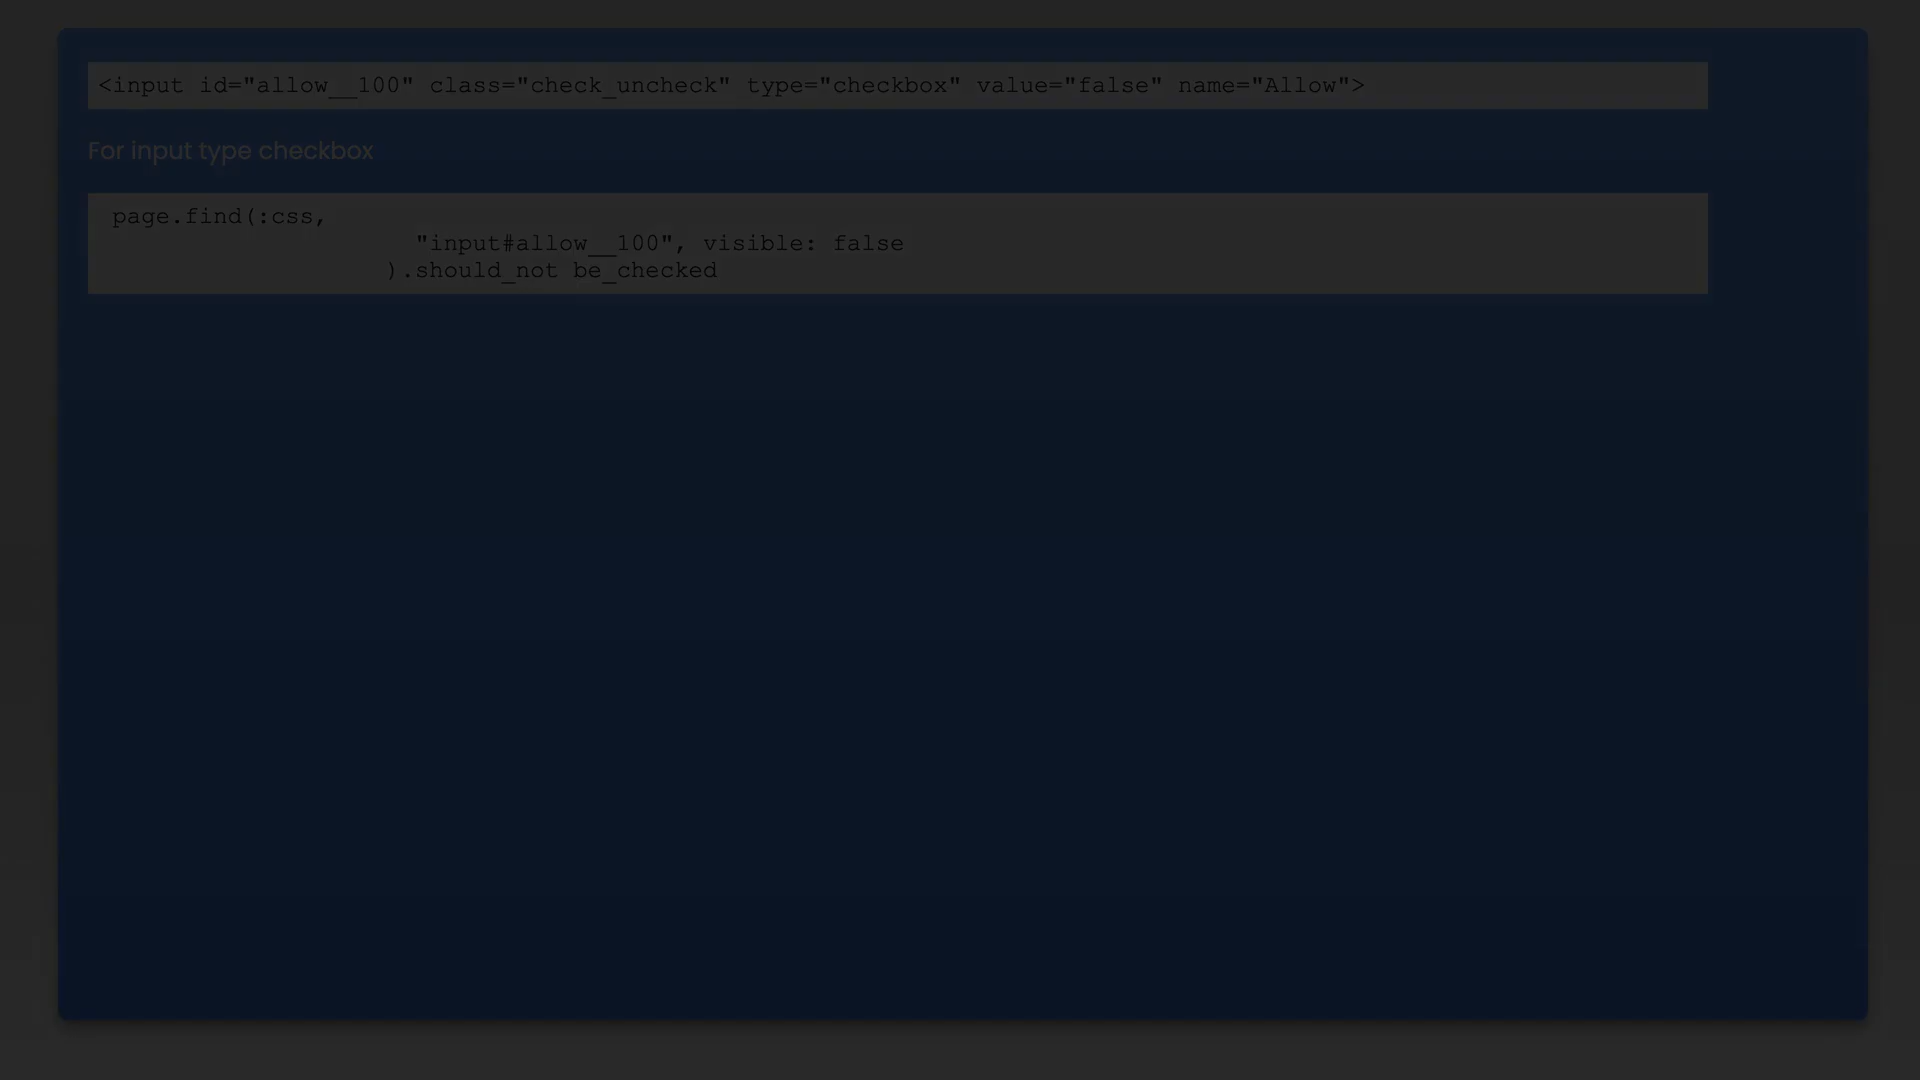 <input id="allow__100" class="check_uncheck" type="checkbox" value="false" name="Allow">
For input type checkbox
page.find(:css,
"input#allow__100", visible: false
).should_not be_checked